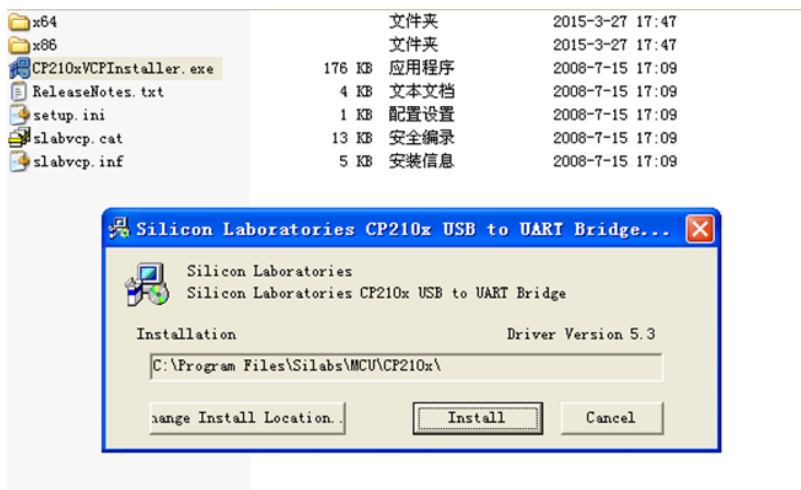 x64 文件夹 2015-3-27 17:47
x86 文件夹 2015-3-27 17:47
CP210xVCPInstaller.exe 176 KB 应用程序 2008-7-15 17:09
ReleaseNotes.txt 4 KB 文本文档 2008-7-15 17:09
setup.ini 1 KB 配置设置 2008-7-15 17:09
slabvcp.cat 13 KB 安全编录 2008-7-15 17:09
slabvcp.inf 5 KB 安装信息 2008-7-15 17:09
Silicon Laboratories CP210x USB to UART Bridge...
Silicon Laboratories
Silicon Laboratories CP210x USB to UART Bridge
Installation Driver Version 5.3
C:\Program Files\Silabs\MCU\CP210x\
hange Install Location.. Install Cancel